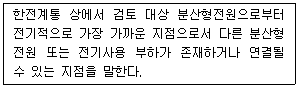 한전계통 상에서 검토 대상 분산형전원으로부터
전기적으로 가장 가까운 지점으로서 다른 분산형
전원 또는 전기사용 부하가 존재하거나 연결될
수 있는 지점을 말한다.